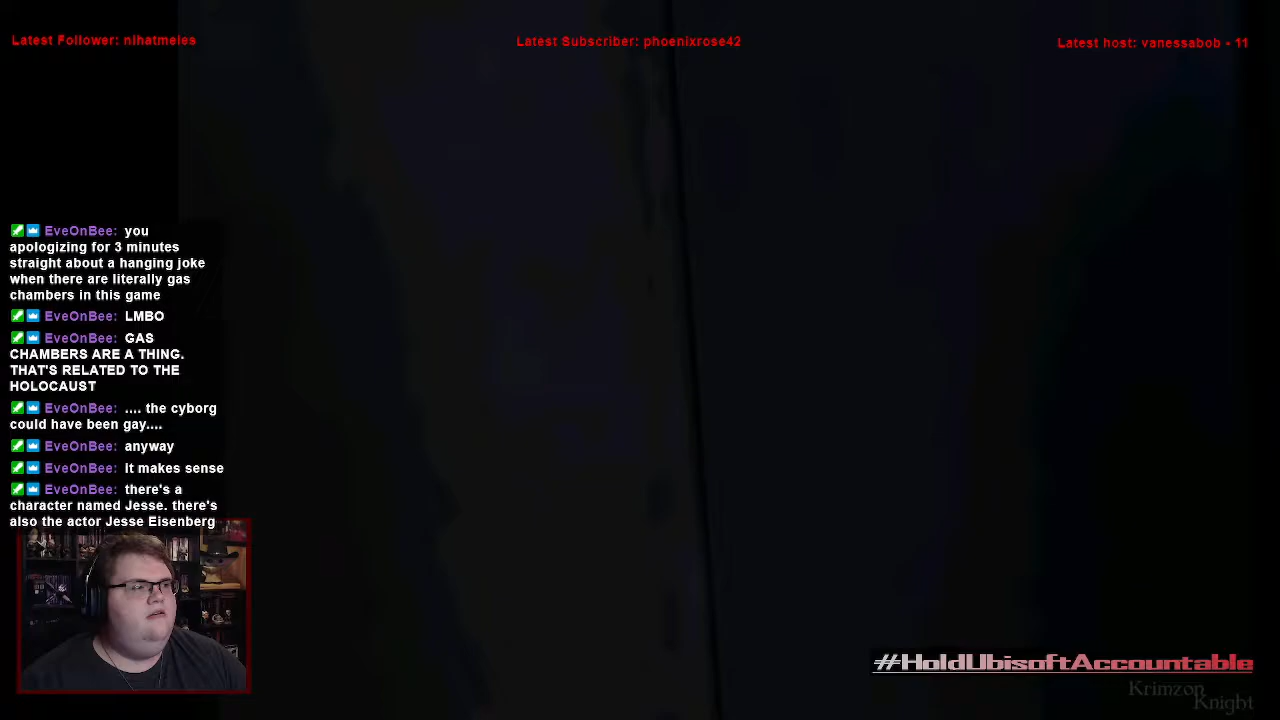 Latest Follower: nihatmeles
Latest Subscriber: phoenixrose42
Latest host: vanessabob - 11
EveOnBee: you
apologizing for 3 minutes
straight about a hanging joke
when there are literally gas
chambers in this game
EveOnBee: LMBO
EveOnBee: GAS
CHAMBERS ARE A THING.
THAT'S RELATED TO THE
HOLOCAUST
EveOnBee: .... the cyborg
could have been gay....
EveOnBee: anyway
EveOnBee: it makes sense
EveOnBee: there's a
character named Jesse. there's
also the actor Jesse Eisenberg
#HoldUbisoftAccountable
Krimzon
Knight